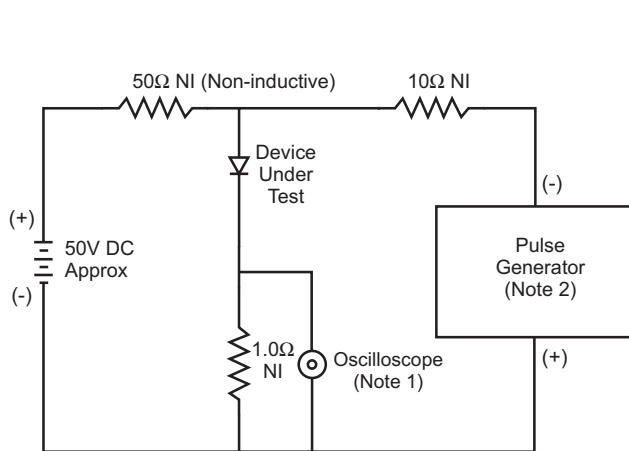 50Ω NI (Non-inductive)
10Ω NI
Device
Under
Test
(-)
(+)
50V DC
Approx
(-)
Pulse
Generator
(Note 2)
1.0Ω
NI
Oscilloscope
(Note 1)
(+)